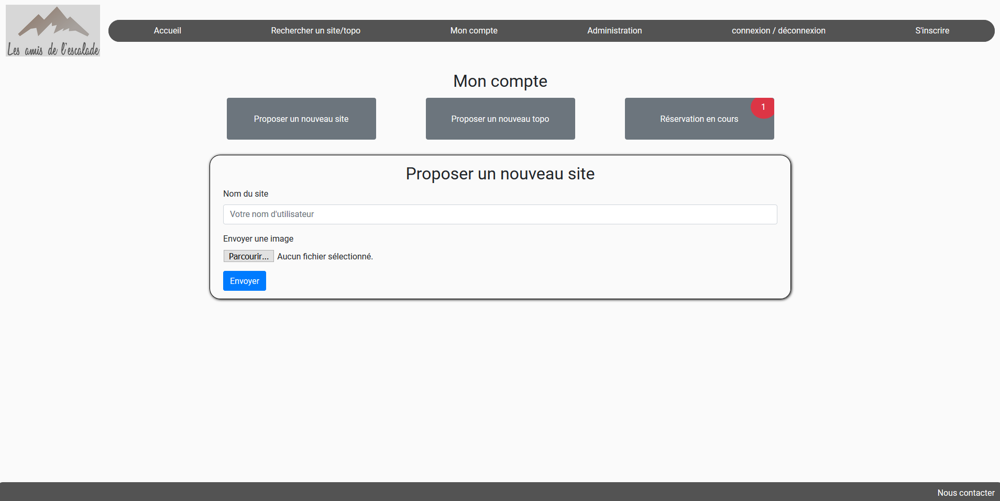 Les amis de l'escalade
Accueil Rechercher un site/topo Mon compte Administration connexion / déconnexion S'inscrire
Mon compte
Proposer un nouveau site Proposer un nouveau topo Réservation en cours 1
Proposer un nouveau site
Nom du site
Votre nom d'utilisateur
Envoyer une image
Parcourir... Aucun fichier sélectionné.
Envoyer
Nous contacter